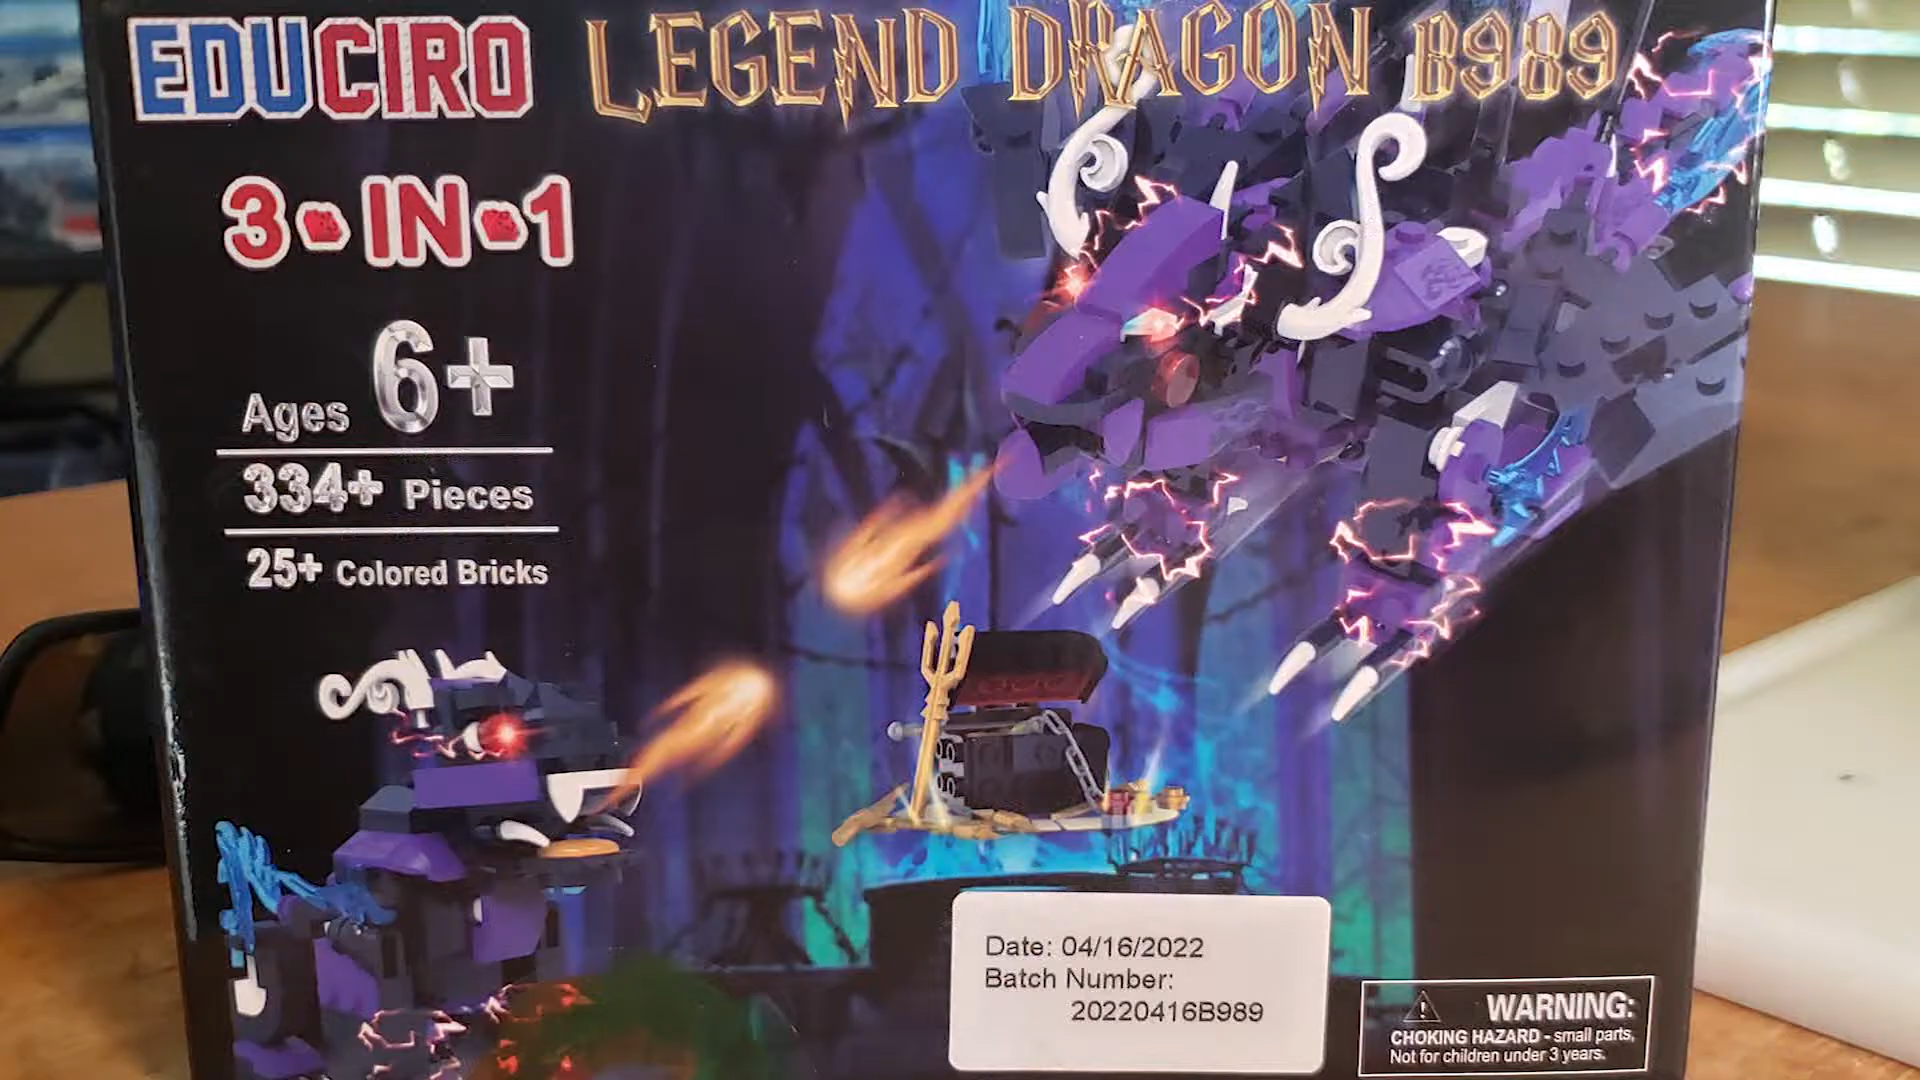 EDUCIRO LEGEND DRAGON B989
3-IN-1
Ages 6+
334+ Pieces
25+ Colored Bricks
Date: 04/16/2022
Batch Number:
20220416B989
WARNING:
CHOKING HAZARD - small parts,
Not for children under 3 years.